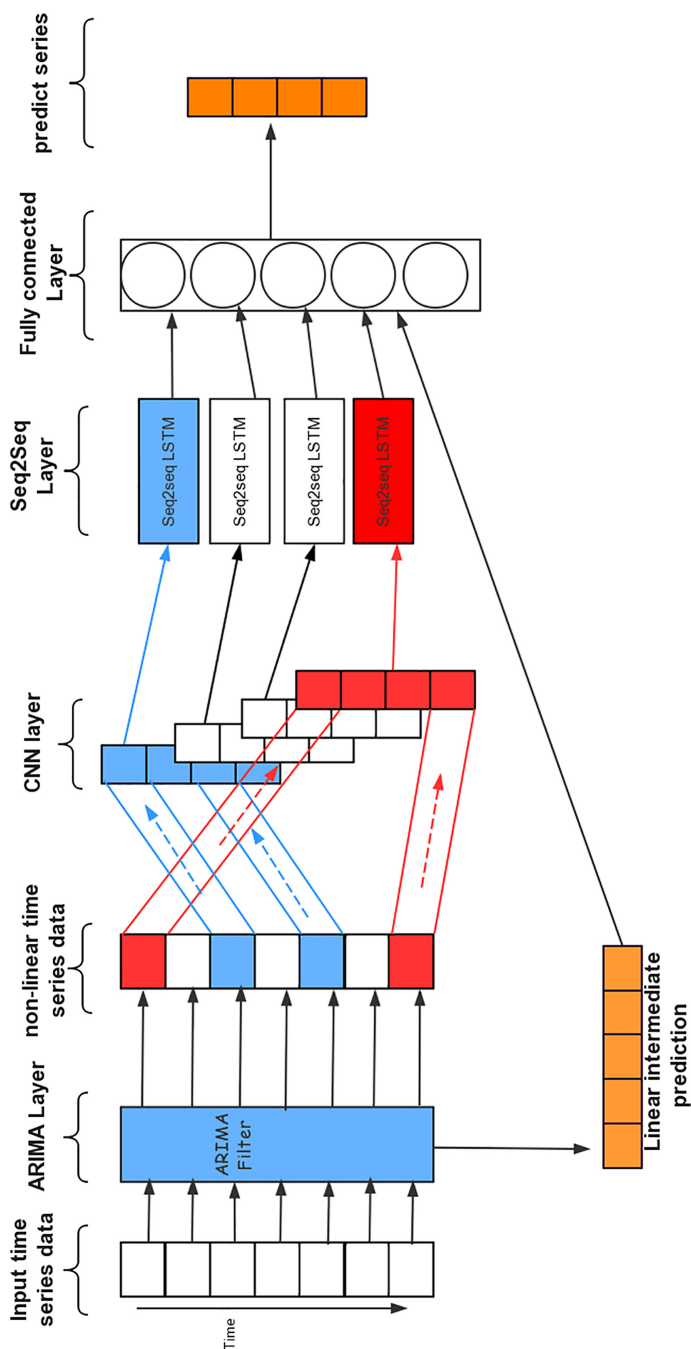 Input time
series data
ARIMA Layer
non-linear time
series data
CNN layer
Seq2Seq
Layer
Fully connected
Layer
predict series
Time
ARIMA
Filter
Seq2seq LSTM
Seq2seq LSTM
Seq2seq LSTM
Seq2seq LSTM
Linear intermediate
prediction